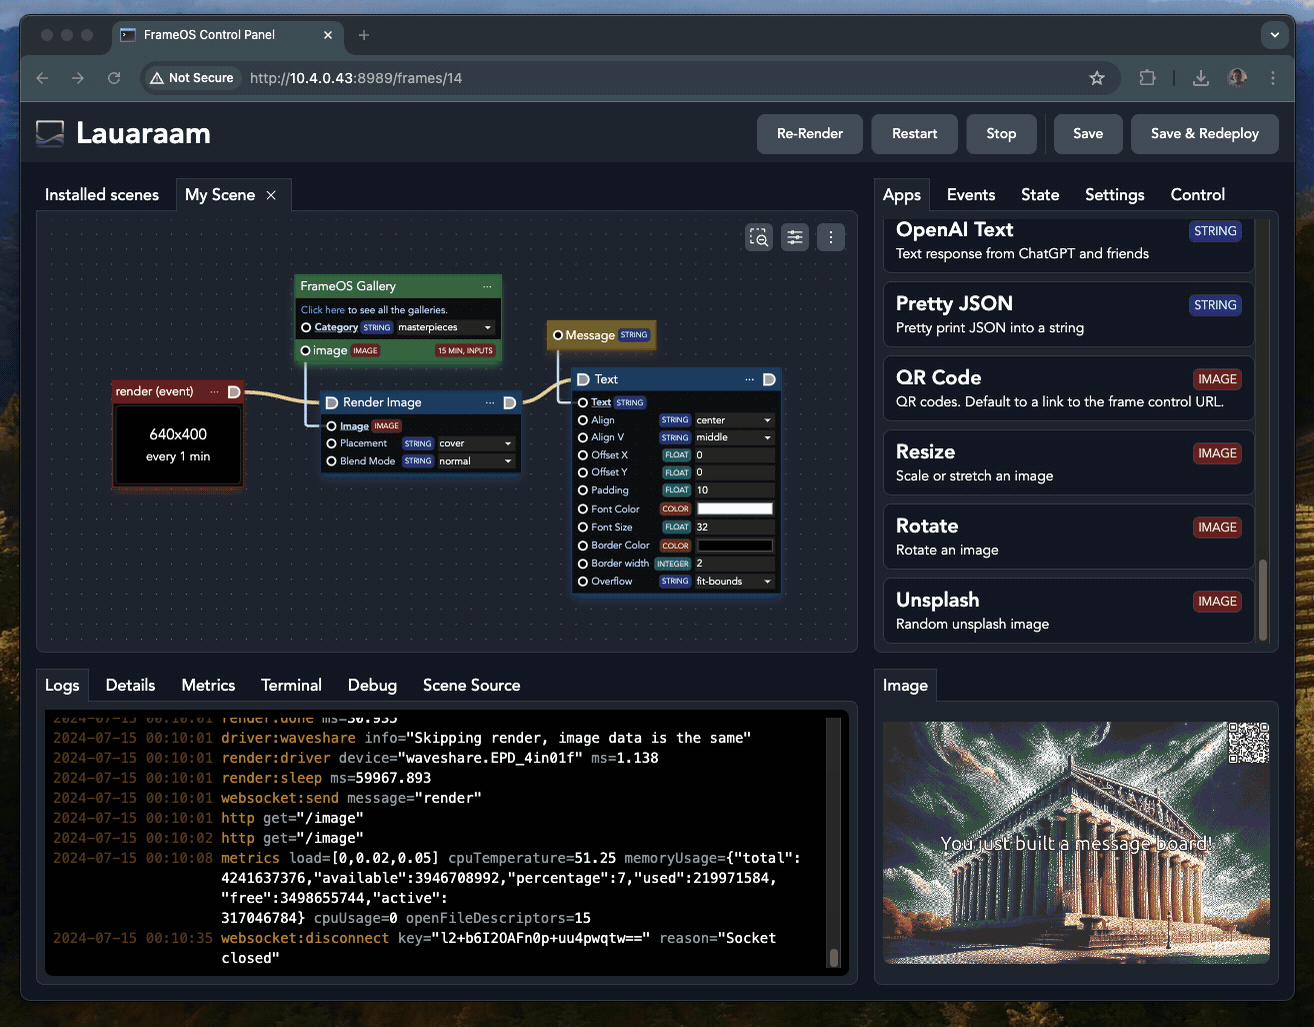 FrameOS Control Panel
Not Secure http://10.4.0.43:8989/frames/14
Lauaraam
Re-Render Restart Stop Save Save & Redeploy
Installed scenes My Scene
FrameOS Gallery ...
Click here to see all the galleries.
Category STRING masterpieces
image IMAGE 15 MIN, INPUTS
render (event) ...
640x400
every 1 min
Render Image ...
Image IMAGE
Placement STRING cover
Blend Mode STRING normal
Message STRING
Text ...
Text STRING
Align STRING center
Align V STRING middle
Offset X FLOAT 0
Offset Y FLOAT 0
Padding FLOAT 10
Font Color COLOR
Font Size FLOAT 32
Border Color COLOR
Border width INTEGER 2
Overflow STRING fit-bounds
Apps Events State Settings Control
OpenAI Text STRING
Text response from ChatGPT and friends
Pretty JSON STRING
Pretty print JSON into a string
QR Code IMAGE
QR codes. Default to a link to the frame control URL.
Resize IMAGE
Scale or stretch an image
Rotate IMAGE
Rotate an image
Unsplash IMAGE
Random unsplash image
Logs Details Metrics Terminal Debug Scene Source
2024-07-15 00:10:01 render:done ms=30.935
2024-07-15 00:10:01 driver:waveshare info="Skipping render, image data is the same"
2024-07-15 00:10:01 render:driver device="waveshare.EPD_4in01f" ms=1.138
2024-07-15 00:10:01 render:sleep ms=59967.893
2024-07-15 00:10:01 websocket:send message="render"
2024-07-15 00:10:01 http get="/image"
2024-07-15 00:10:02 http get="/image"
2024-07-15 00:10:08 metrics load=[0,0.02,0.05] cpuTemperature=51.25 memoryUsage={"total":
4241637376,"available":3946708992,"percentage":7,"used":219971584,
"free":3498655744,"active":
317046784} cpuUsage=0 openFileDescriptors=15
2024-07-15 00:10:35 websocket:disconnect key="l2+b6I2OAFn0p+uu4pwqtw==" reason="Socket
closed"
Image
You just built a message board!